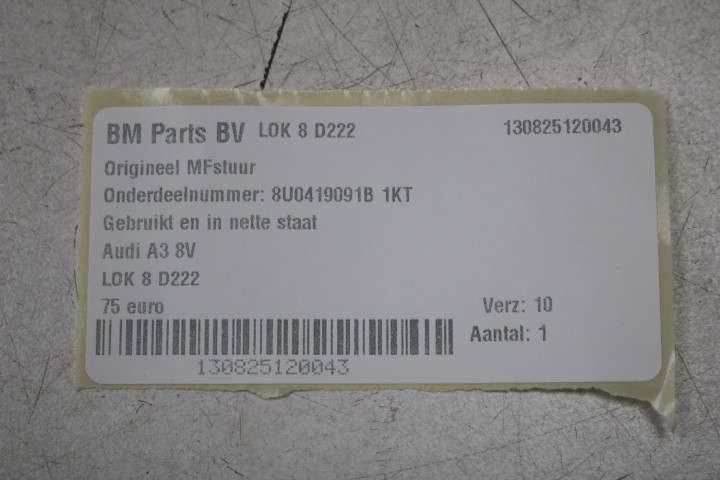 BM Parts BV LOK 8 D222 130825120043
Origineel MFstuur
Onderdeelnummer: 8U0419091B 1KT
Gebruikt en in nette staat
Audi A3 8V
LOK 8 D222
75 euro Verz: 10
Aantal: 1
130825120043